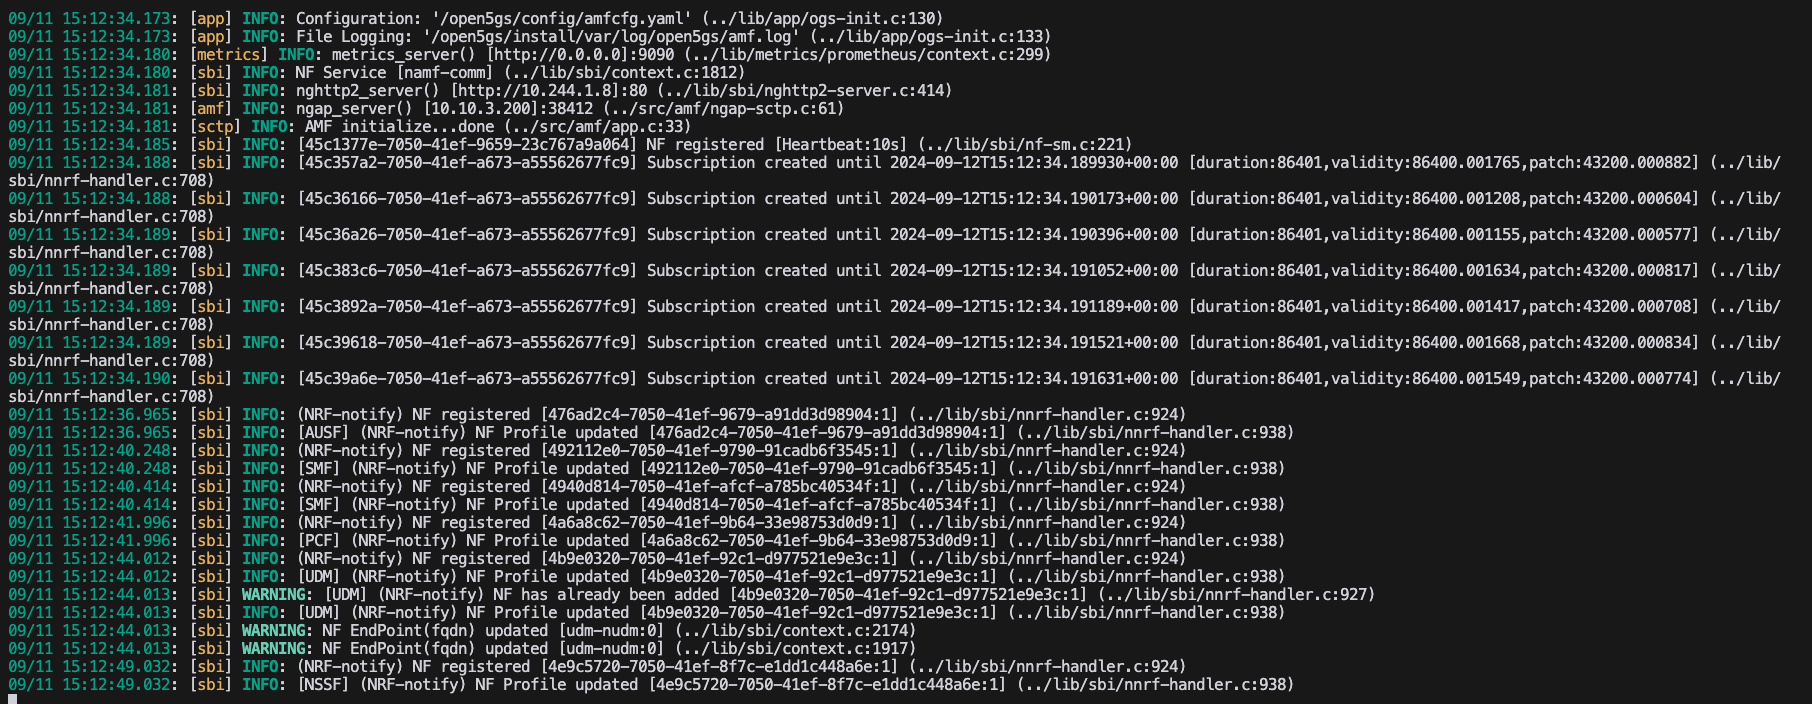 09/11 15:12:34.173: [app] INFO: Configuration: '/open5gs/config/amfcfg.yaml' (../lib/app/ogs-init.c:130)
09/11 15:12:34.173: [app] INFO: File Logging: '/open5gs/install/var/log/open5gs/amf.log' (../lib/app/ogs-init.c:133)
09/11 15:12:34.180: [metrics] INFO: metrics_server() [http://0.0.0.0]:9090 (../lib/metrics/prometheus/context.c:299)
09/11 15:12:34.180: [sbi] INFO: NF Service [namf-comm] (../lib/sbi/context.c:1812)
09/11 15:12:34.181: [sbi] INFO: nghttp2_server() [http://10.244.1.8]:80 (../lib/sbi/nghttp2-server.c:414)
09/11 15:12:34.181: [amf] INFO: ngap_server() [10.10.3.200]:38412 (../src/amf/ngap-sctp.c:61)
09/11 15:12:34.181: [sctp] INFO: AMF initialize...done (../src/amf/app.c:33)
09/11 15:12:34.185: [sbi] INFO: [45c1377e-7050-41ef-9659-23c767a9a064] NF registered [Heartbeat:10s] (../lib/sbi/nf-sm.c:221)
09/11 15:12:34.188: [sbi] INFO: [45c357a2-7050-41ef-a673-a55562677fc9] Subscription created until 2024-09-12T15:12:34.189930+00:00 [duration:86401,validity:86400.001765,patch:43200.000882] (../lib/
sbi/nnrf-handler.c:708)
09/11 15:12:34.188: [sbi] INFO: [45c36166-7050-41ef-a673-a55562677fc9] Subscription created until 2024-09-12T15:12:34.190173+00:00 [duration:86401,validity:86400.001208,patch:43200.000604] (../lib/
sbi/nnrf-handler.c:708)
09/11 15:12:34.189: [sbi] INFO: [45c36a26-7050-41ef-a673-a55562677fc9] Subscription created until 2024-09-12T15:12:34.190396+00:00 [duration:86401,validity:86400.001155,patch:43200.000577] (../lib/
sbi/nnrf-handler.c:708)
09/11 15:12:34.189: [sbi] INFO: [45c383c6-7050-41ef-a673-a55562677fc9] Subscription created until 2024-09-12T15:12:34.191052+00:00 [duration:86401,validity:86400.001634,patch:43200.000817] (../lib/
sbi/nnrf-handler.c:708)
09/11 15:12:34.189: [sbi] INFO: [45c3892a-7050-41ef-a673-a55562677fc9] Subscription created until 2024-09-12T15:12:34.191189+00:00 [duration:86401,validity:86400.001417,patch:43200.000708] (../lib/
sbi/nnrf-handler.c:708)
09/11 15:12:34.189: [sbi] INFO: [45c39618-7050-41ef-a673-a55562677fc9] Subscription created until 2024-09-12T15:12:34.191521+00:00 [duration:86401,validity:86400.001668,patch:43200.000834] (../lib/
sbi/nnrf-handler.c:708)
09/11 15:12:34.190: [sbi] INFO: [45c39a6e-7050-41ef-a673-a55562677fc9] Subscription created until 2024-09-12T15:12:34.191631+00:00 [duration:86401,validity:86400.001549,patch:43200.000774] (../lib/
sbi/nnrf-handler.c:708)
09/11 15:12:36.965: [sbi] INFO: (NRF-notify) NF registered [476ad2c4-7050-41ef-9679-a91dd3d98904:1] (../lib/sbi/nnrf-handler.c:924)
09/11 15:12:36.965: [sbi] INFO: [AUSF] (NRF-notify) NF Profile updated [476ad2c4-7050-41ef-9679-a91dd3d98904:1] (../lib/sbi/nnrf-handler.c:938)
09/11 15:12:40.248: [sbi] INFO: (NRF-notify) NF registered [492112e0-7050-41ef-9790-91cadb6f3545:1] (../lib/sbi/nnrf-handler.c:924)
09/11 15:12:40.248: [sbi] INFO: [SMF] (NRF-notify) NF Profile updated [492112e0-7050-41ef-9790-91cadb6f3545:1] (../lib/sbi/nnrf-handler.c:938)
09/11 15:12:40.414: [sbi] INFO: (NRF-notify) NF registered [4940d814-7050-41ef-afcf-a785bc40534f:1] (../lib/sbi/nnrf-handler.c:924)
09/11 15:12:40.414: [sbi] INFO: [SMF] (NRF-notify) NF Profile updated [4940d814-7050-41ef-afcf-a785bc40534f:1] (../lib/sbi/nnrf-handler.c:938)
09/11 15:12:41.996: [sbi] INFO: (NRF-notify) NF registered [4a6a8c62-7050-41ef-9b64-33e98753d0d9:1] (../lib/sbi/nnrf-handler.c:924)
09/11 15:12:41.996: [sbi] INFO: [PCF] (NRF-notify) NF Profile updated [4a6a8c62-7050-41ef-9b64-33e98753d0d9:1] (../lib/sbi/nnrf-handler.c:938)
09/11 15:12:44.012: [sbi] INFO: (NRF-notify) NF registered [4b9e0320-7050-41ef-92c1-d977521e9e3c:1] (../lib/sbi/nnrf-handler.c:924)
09/11 15:12:44.012: [sbi] INFO: [UDM] (NRF-notify) NF Profile updated [4b9e0320-7050-41ef-92c1-d977521e9e3c:1] (../lib/sbi/nnrf-handler.c:938)
09/11 15:12:44.013: [sbi] WARNING: [UDM] (NRF-notify) NF has already been added [4b9e0320-7050-41ef-92c1-d977521e9e3c:1] (../lib/sbi/nnrf-handler.c:927)
09/11 15:12:44.013: [sbi] INFO: [UDM] (NRF-notify) NF Profile updated [4b9e0320-7050-41ef-92c1-d977521e9e3c:1] (../lib/sbi/nnrf-handler.c:938)
09/11 15:12:44.013: [sbi] WARNING: NF EndPoint(fqdn) updated [udm-nudm:0] (../lib/sbi/context.c:2174)
09/11 15:12:44.013: [sbi] WARNING: NF EndPoint(fqdn) updated [udm-nudm:0] (../lib/sbi/context.c:1917)
09/11 15:12:49.032: [sbi] INFO: (NRF-notify) NF registered [4e9c5720-7050-41ef-8f7c-e1dd1c448a6e:1] (../lib/sbi/nnrf-handler.c:924)
09/11 15:12:49.032: [sbi] INFO: [NSSF] (NRF-notify) NF Profile updated [4e9c5720-7050-41ef-8f7c-e1dd1c448a6e:1] (../lib/sbi/nnrf-handler.c:938)